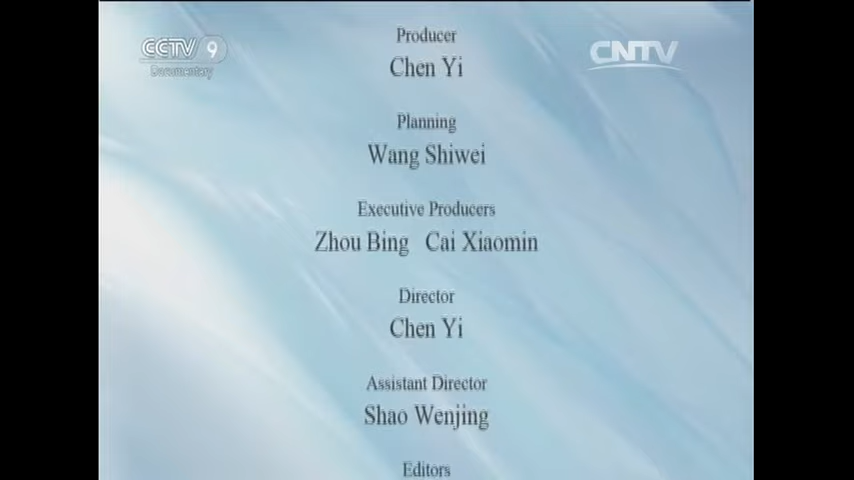 CCTV 9
Documentary
CNTV
Producer
Chen Yi
Planning
Wang Shiwei
Executive Producers
Zhou Bing Cai Xiaomin
Director
Chen Yi
Assistant Director
Shao Wenjing
Editors